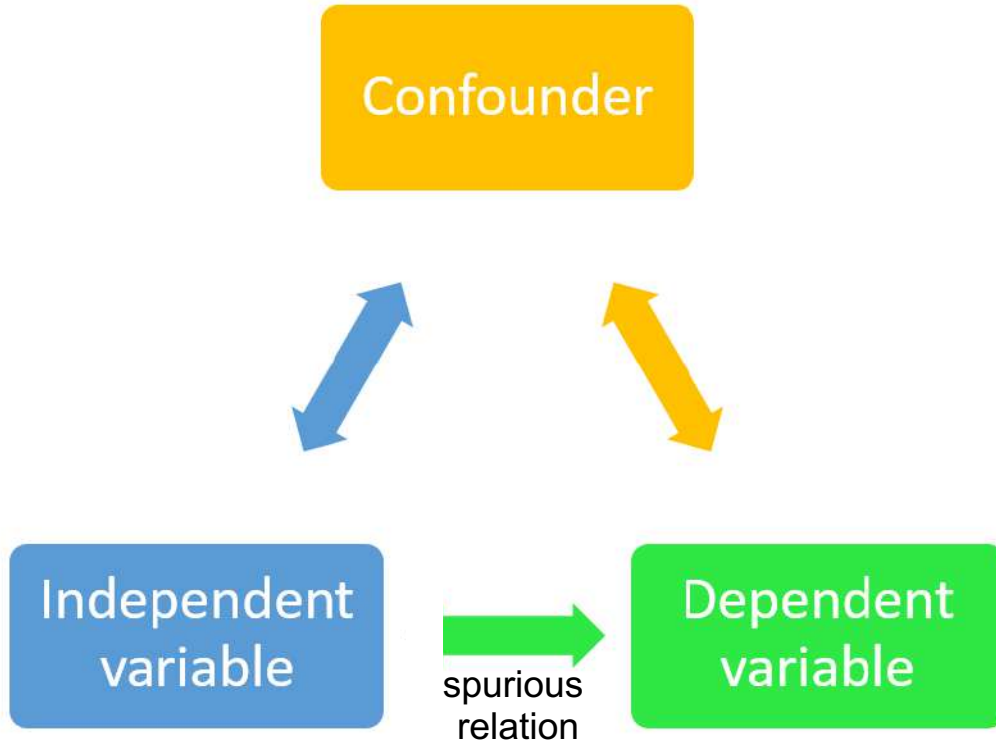 Confounder
Independent
variable
spurious
relation
Dependent
variable